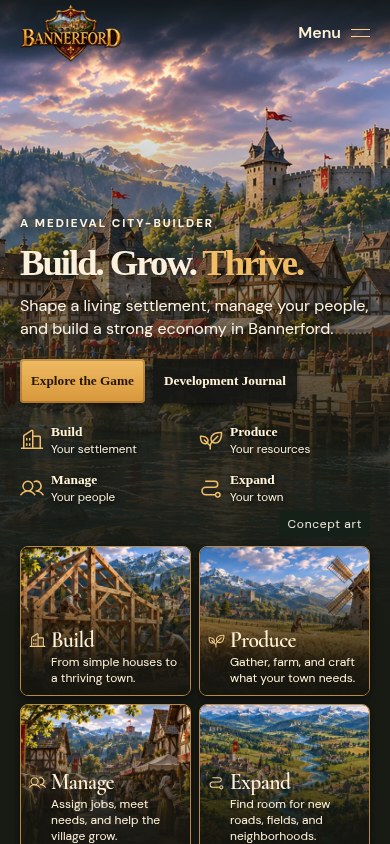 BANNERFORD
Menu
A MEDIEVAL CITY-BUILDER
Build. Grow. Thrive.
Shape a living settlement, manage your people,
and build a strong economy in Bannerford.
Explore the Game
Development Journal
Build
Your settlement
Produce
Your resources
Manage
Your people
Expand
Your town
Concept art
Build
From simple houses to
a thriving town.
Produce
Gather, farm, and craft
what your town needs.
Manage
Assign jobs, meet
needs, and help the
village grow.
Expand
Find room for new
roads, fields, and
neighborhoods.